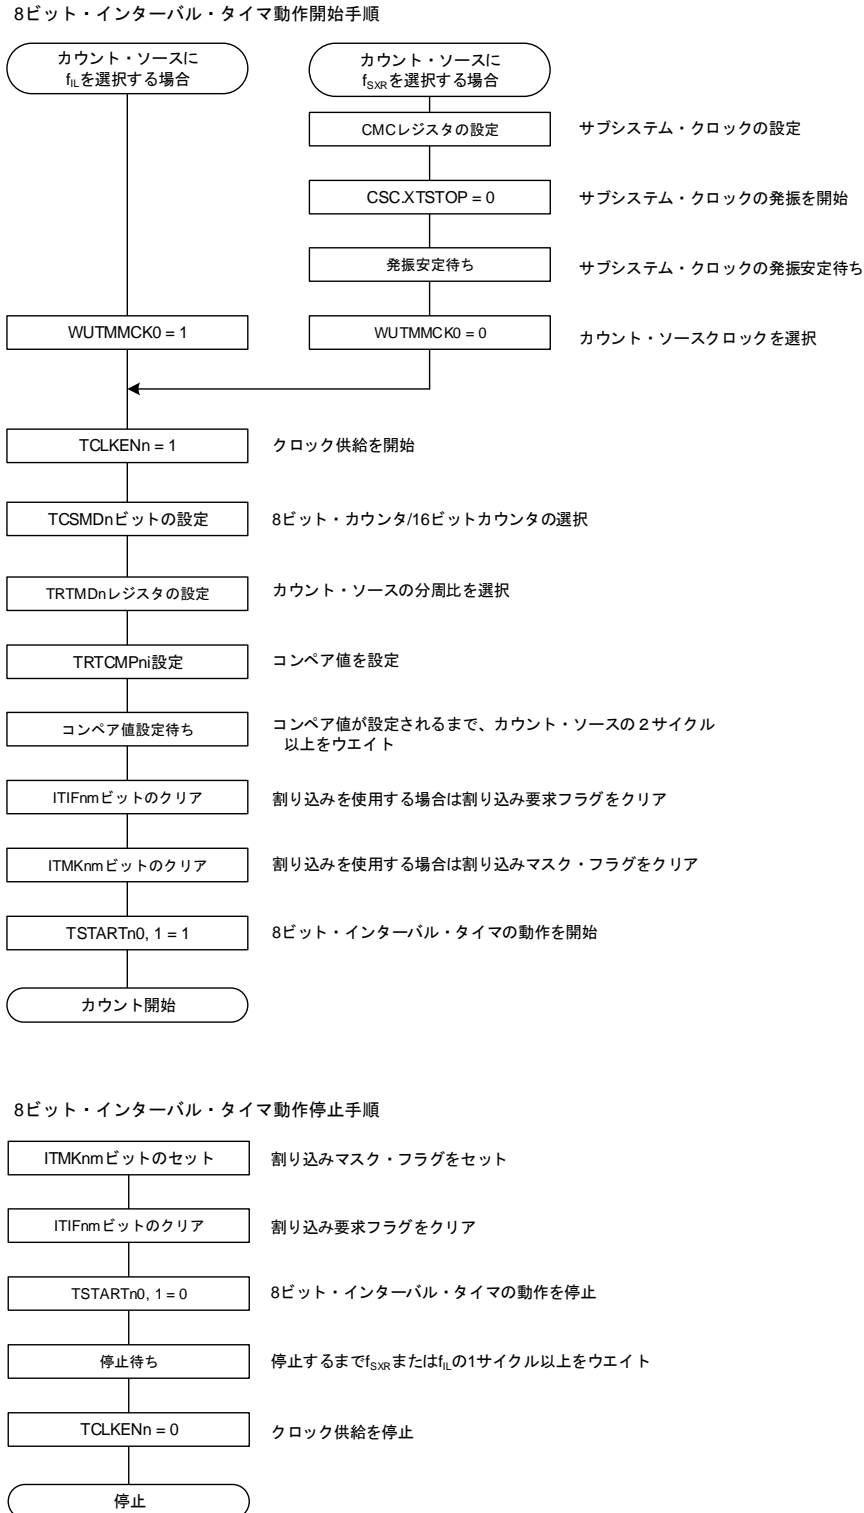 8ビット・インターバル・タイマ動作開始手順
カウント・ソースに
fILを選択する場合
カウント・ソースに
fSXRを選択する場合
CMCレジスタの設定
サブシステム・クロックの設定
CSC.XTSTOP = 0
サブシステム・クロックの発振を開始
発振安定待ち
サブシステム・クロックの発振安定待ち
WUTMMCK0 = 1
WUTMMCK0 = 0
カウント・ソースクロックを選択
TCLKENn = 1
クロック供給を開始
TCSMDnビットの設定
8ビット・カウンタ/16ビットカウンタの選択
TRTMDnレジスタの設定
カウント・ソースの分周比を選択
TRTCMPni設定
コンペア値を設定
コンペア値設定待ち
コンペア値が設定されるまで、カウント・ソースの２サイクル
以上をウエイト
ITIFnmビットのクリア
割り込みを使用する場合は割り込み要求フラグをクリア
ITMKnmビットのクリア
割り込みを使用する場合は割り込みマスク・フラグをクリア
TSTARTn0, 1 = 1
8ビット・インターバル・タイマの動作を開始
カウント開始
8ビット・インターバル・タイマ動作停止手順
ITMKnmビットのセット
割り込みマスク・フラグをセット
ITIFnmビットのクリア
割り込み要求フラグをクリア
TSTARTn0, 1 = 0
8ビット・インターバル・タイマの動作を停止
停止待ち
停止するまでfSXRまたはfILの1サイクル以上をウエイト
TCLKENn = 0
クロック供給を停止
停止